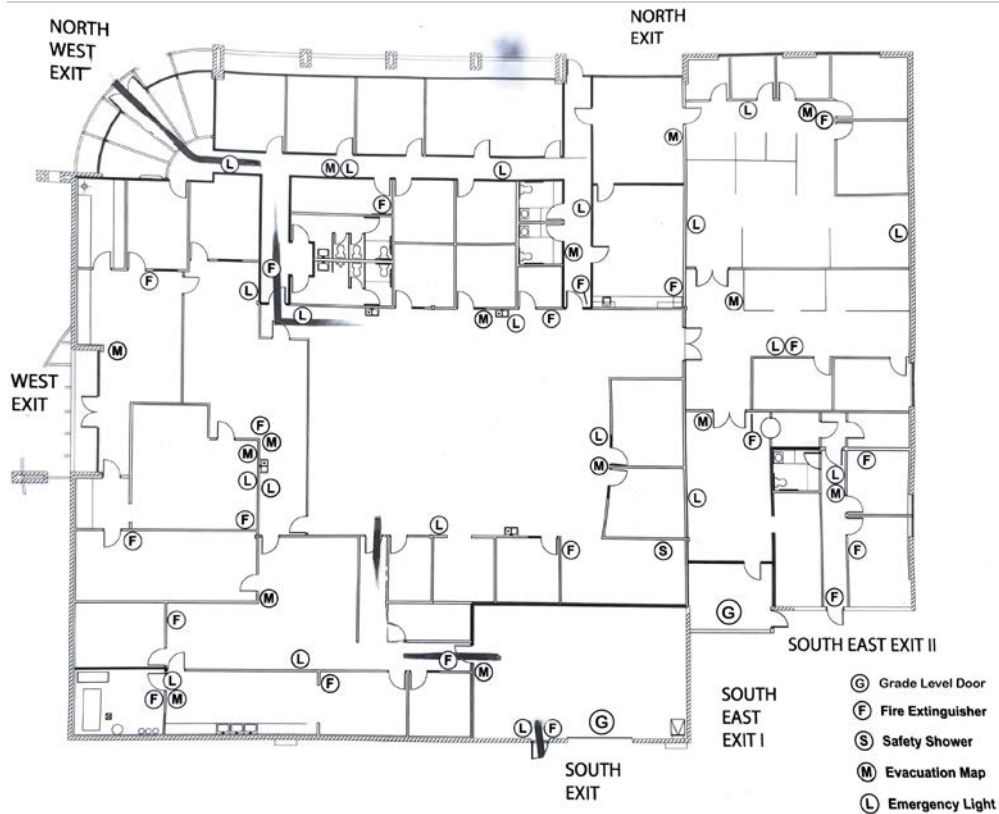 NORTH
WEST
EXIT
NORTH
EXIT
L
M
F
M
L
M L
L
F
L
L
L
M
F
F
F
F
L
M
L
M
L
F
L F
M
WEST
EXIT
F
M
M
L
M
F
M
F
L
L
L
M
L
F
L
F
F
S
F
M
F
F
G
SOUTH EAST EXIT II
L
F
M
L
F
F M
L F
G
SOUTH
EAST
EXIT I
SOUTH
EXIT
G Grade Level Door
F Fire Extinguisher
S Safety Shower
M Evacuation Map
L Emergency Light